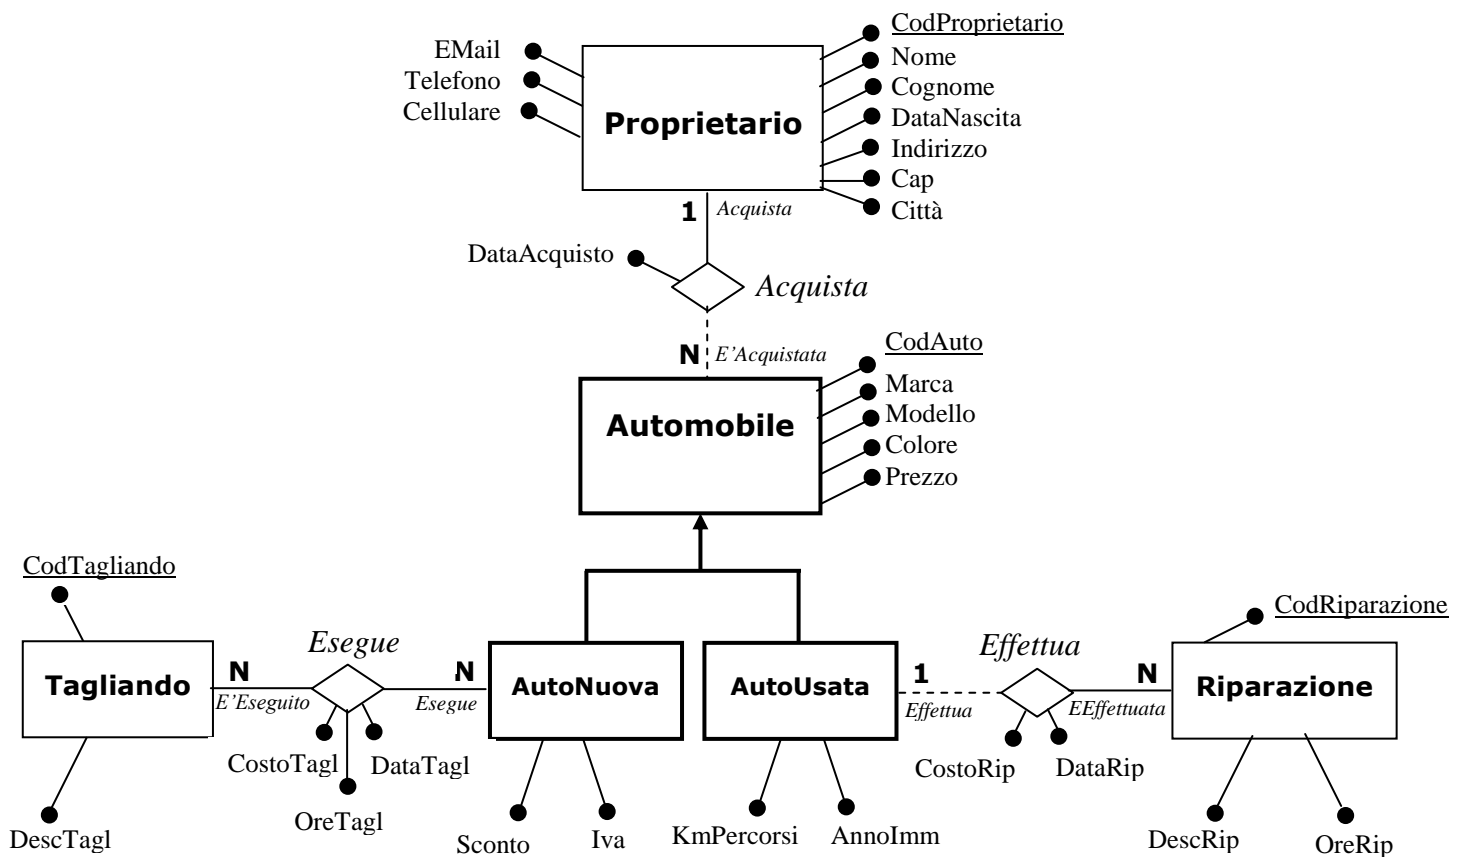 CodProprietario
EMail
Nome
Telefono
Cognome
Cellulare
DataNascita
Proprietario
Indirizzo
Cap
Città
1
Acquista
DataAcquisto
Acquista
N
E'Acquistata
CodAuto
Marca
Modello
Automobile
Colore
Prezzo
CodTagliando
CodRiparazione
Esegue
Effettua
Tagliando
N
E'Eseguito
N
Esegue
AutoNuova
AutoUsata
1
Effettua
N
EEffettuata
Riparazione
CostoTagl
DataTagl
OreTagl
CostoRip
DataRip
DescTagl
Sconto
Iva
KmPercorsi
AnnoImm
DescRip
OreRip